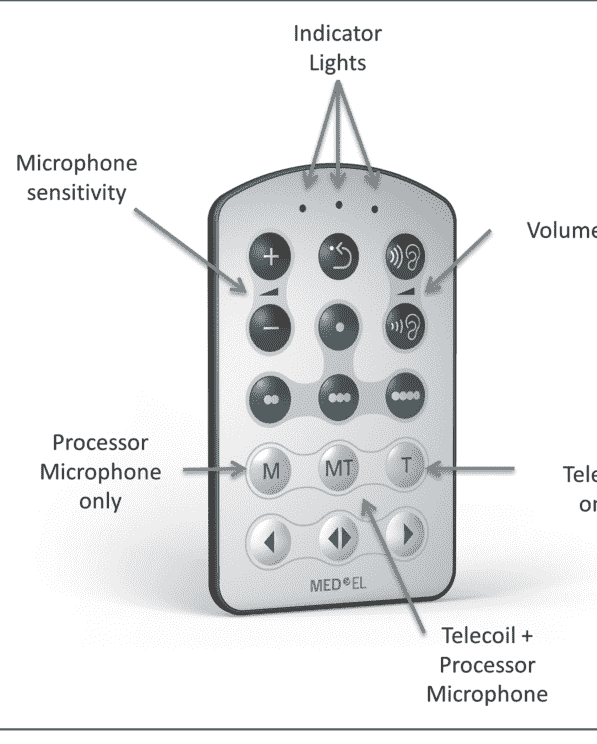 Indicator
Lights
Microphone
sensitivity
Volume
+
−
Processor
Microphone
only
M
MT
T
MED-EL
Telecoil +
Processor
Microphone